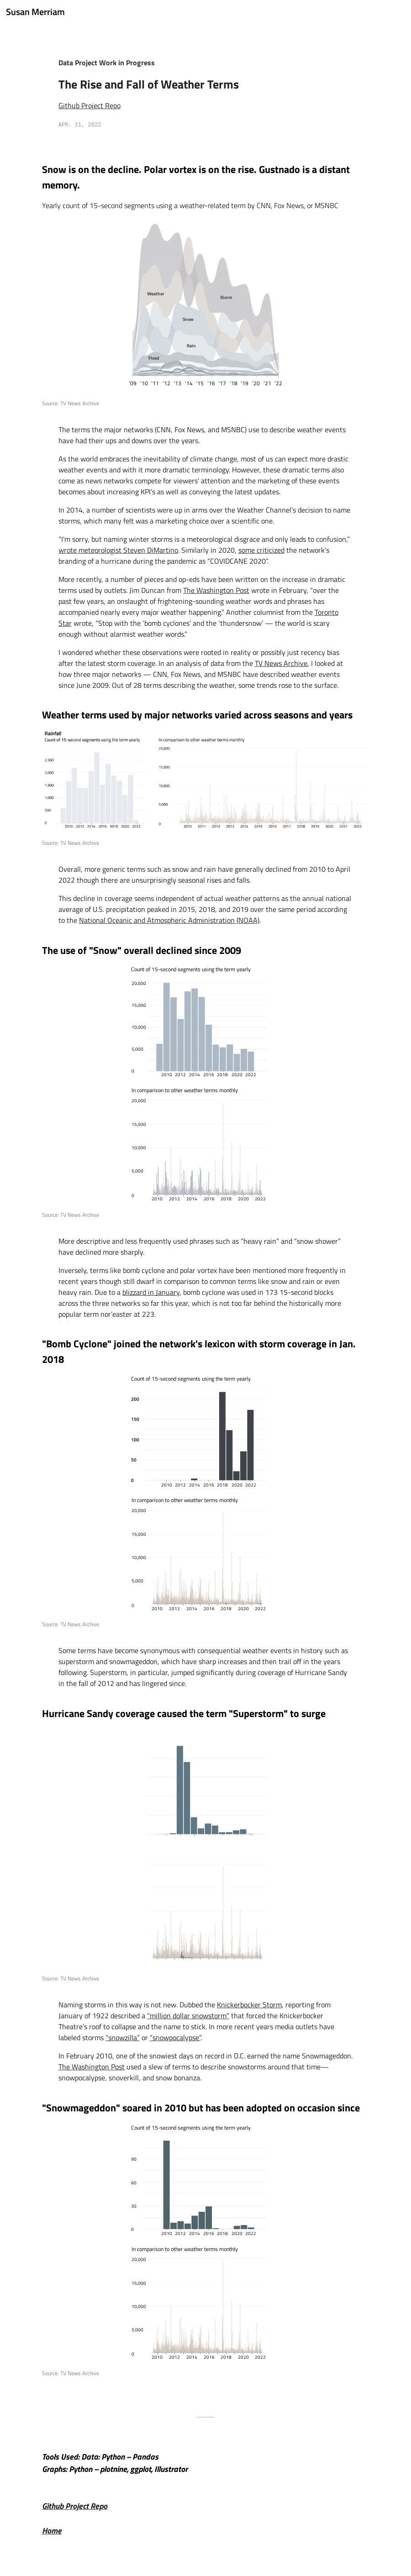 Susan Merriam
Data Project Work in Progress
The Rise and Fall of Weather Terms
Github Project Repo
APR. 11, 2022
Snow is on the decline. Polar vortex is on the rise. Gustnado is a distant
memory.
Yearly count of 15-second segments using a weather-related term by CNN, Fox News, or MSNBC
Weather
Storm
Snow
Rain
Flood
'09 '10 '11 '12 '13 '14 '15 '16 '17 '18 '19 '20 '21 '22
Source: TV News Archive
The terms the major networks (CNN, Fox News, and MSNBC) use to describe weather events
have had their ups and downs over the years.
As the world embraces the inevitability of climate change, most of us can expect more drastic
weather events and with it more dramatic terminology. However, these dramatic terms also
come as news networks compete for viewers' attention and the marketing of these events
becomes about increasing KPI's as well as conveying the latest updates.
In 2014, a number of scientists were up in arms over the Weather Channel's decision to name
storms, which many felt was a marketing choice over a scientific one.
"I'm sorry, but naming winter storms is a meteorological disgrace and only leads to confusion,"
wrote meteorologist Steven DiMartino. Similarly in 2020, some criticized the network's
branding of a hurricane during the pandemic as "COVIDCANE 2020".
More recently, a number of pieces and op-eds have been written on the increase in dramatic
terms used by outlets. Jim Duncan from The Washington Post wrote in February, "over the
past few years, an onslaught of frightening-sounding weather words and phrases has
accompanied nearly every major weather happening." Another columnist from the Toronto
Star wrote, "Stop with the 'bomb cyclones' and the 'thundersnow' — the world is scary
enough without alarmist weather words."
I wondered whether these observations were rooted in reality or possibly just recency bias
after the latest storm coverage. In an analysis of data from the TV News Archive, I looked at
how three major networks — CNN, Fox News, and MSNBC have described weather events
since June 2009. Out of 28 terms describing the weather, some trends rose to the surface.
Weather terms used by major networks varied across seasons and years
Rainfall
Count of 15-second segments using the term yearly
2,500
2,000
1,500
1,000
500
0
2010 2012 2014 2016 2018 2020 2022
In comparison to other weather terms monthly
20,000
15,000
10,000
5,000
0
2010 2011 2012 2013 2014 2015 2016 2017 2018 2019 2020 2021 2022
Source: TV News Archive
Overall, more generic terms such as snow and rain have generally declined from 2010 to April
2022 though there are unsurprisingly seasonal rises and falls.
This decline in coverage seems independent of actual weather patterns as the annual national
average of U.S. precipitation peaked in 2015, 2018, and 2019 over the same period according
to the National Oceanic and Atmospheric Administration (NOAA).
The use of "Snow" overall declined since 2009
Count of 15-second segments using the term yearly
20,000
15,000
10,000
5,000
0
2010 2012 2014 2016 2018 2020 2022
In comparison to other weather terms monthly
20,000
15,000
10,000
5,000
0
2010 2012 2014 2016 2018 2020 2022
Source: TV News Archive
More descriptive and less frequently used phrases such as "heavy rain" and "snow shower"
have declined more sharply.
Inversely, terms like bomb cyclone and polar vortex have been mentioned more frequently in
recent years though still dwarf in comparison to common terms like snow and rain or even
heavy rain. Due to a blizzard in January, bomb cyclone was used in 173 15-second blocks
across the three networks so far this year, which is not too far behind the historically more
popular term nor'easter at 223.
"Bomb Cyclone" joined the network's lexicon with storm coverage in Jan.
2018
Count of 15-second segments using the term yearly
200
150
100
50
0
2010 2012 2014 2016 2018 2020 2022
In comparison to other weather terms monthly
20,000
15,000
10,000
5,000
0
2010 2012 2014 2016 2018 2020 2022
Source: TV News Archive
Some terms have become synonymous with consequential weather events in history such as
superstorm and snowmageddon, which have sharp increases and then trail off in the years
following. Superstorm, in particular, jumped significantly during coverage of Hurricane Sandy
in the fall of 2012 and has lingered since.
Hurricane Sandy coverage caused the term "Superstorm" to surge
Source: TV News Archive
Naming storms in this way is not new. Dubbed the Knickerbocker Storm, reporting from
January of 1922 described a "million dollar snowstorm" that forced the Knickerbocker
Theatre's roof to collapse and the name to stick. In more recent years media outlets have
labeled storms "snowzilla" or "snowpocalypse".
In February 2010, one of the snowiest days on record in D.C. earned the name Snowmageddon.
The Washington Post used a slew of terms to describe snowstorms around that time—
snowpocalypse, snoverkill, and snow bonanza.
"Snowmageddon" soared in 2010 but has been adopted on occasion since
Count of 15-second segments using the term yearly
90
60
30
0
2010 2012 2014 2016 2018 2020 2022
In comparison to other weather terms monthly
20,000
15,000
10,000
5,000
0
2010 2012 2014 2016 2018 2020 2022
Source: TV News Archive
Tools Used: Data: Python – Pandas
Graphs: Python – plotnine, ggplot, Illustrator
Github Project Repo
Home